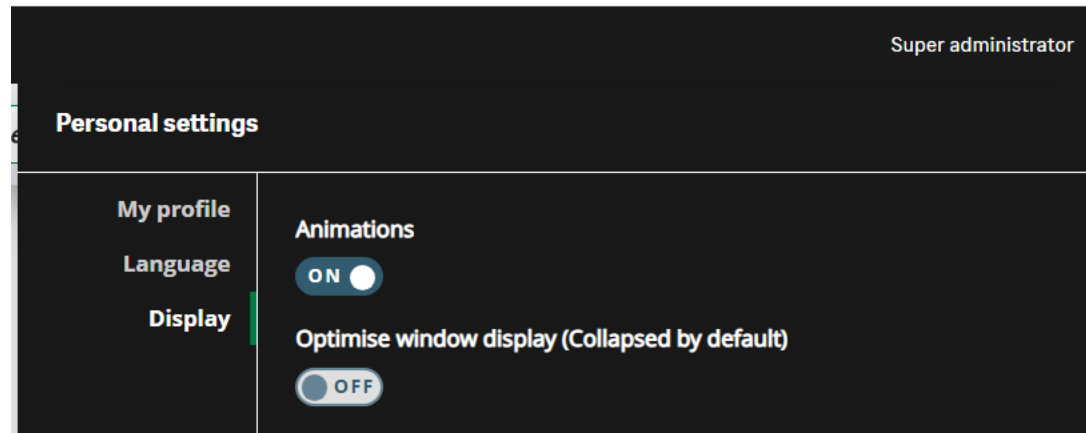 Super administrator
Personal settings
My profile
Language
Display
Animations
ON
Optimise window display (Collapsed by default)
OFF